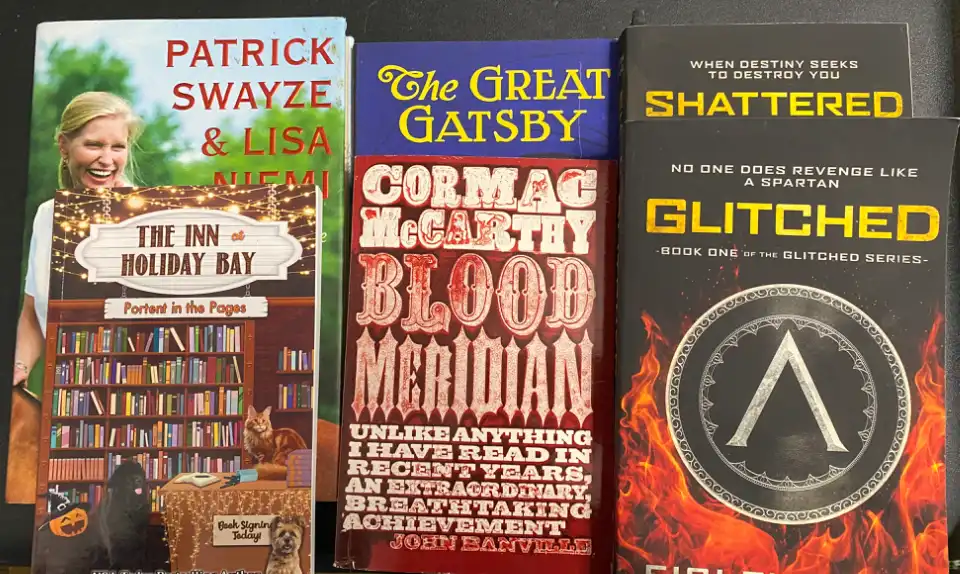 PATRICK
SWAYZE
& LISA
NIEMI
THE INN at
HOLIDAY BAY
Portent in the Pages
Book Signing
Today!
The GREAT
GATSBY
CORMAC
McCARTHY
BLOOD
MERIDIAN
UNLIKE ANYTHING
I HAVE READ IN
RECENT YEARS,
AN EXTRAORDINARY,
BREATHTAKING
ACHIEVEMENT
JOHN BANVILLE
WHEN DESTINY SEEKS
TO DESTROY YOU
SHATTERED
NO ONE DOES REVENGE LIKE
A SPARTAN
GLITCHED
-BOOK ONE OF THE GLITCHED SERIES-
Λ